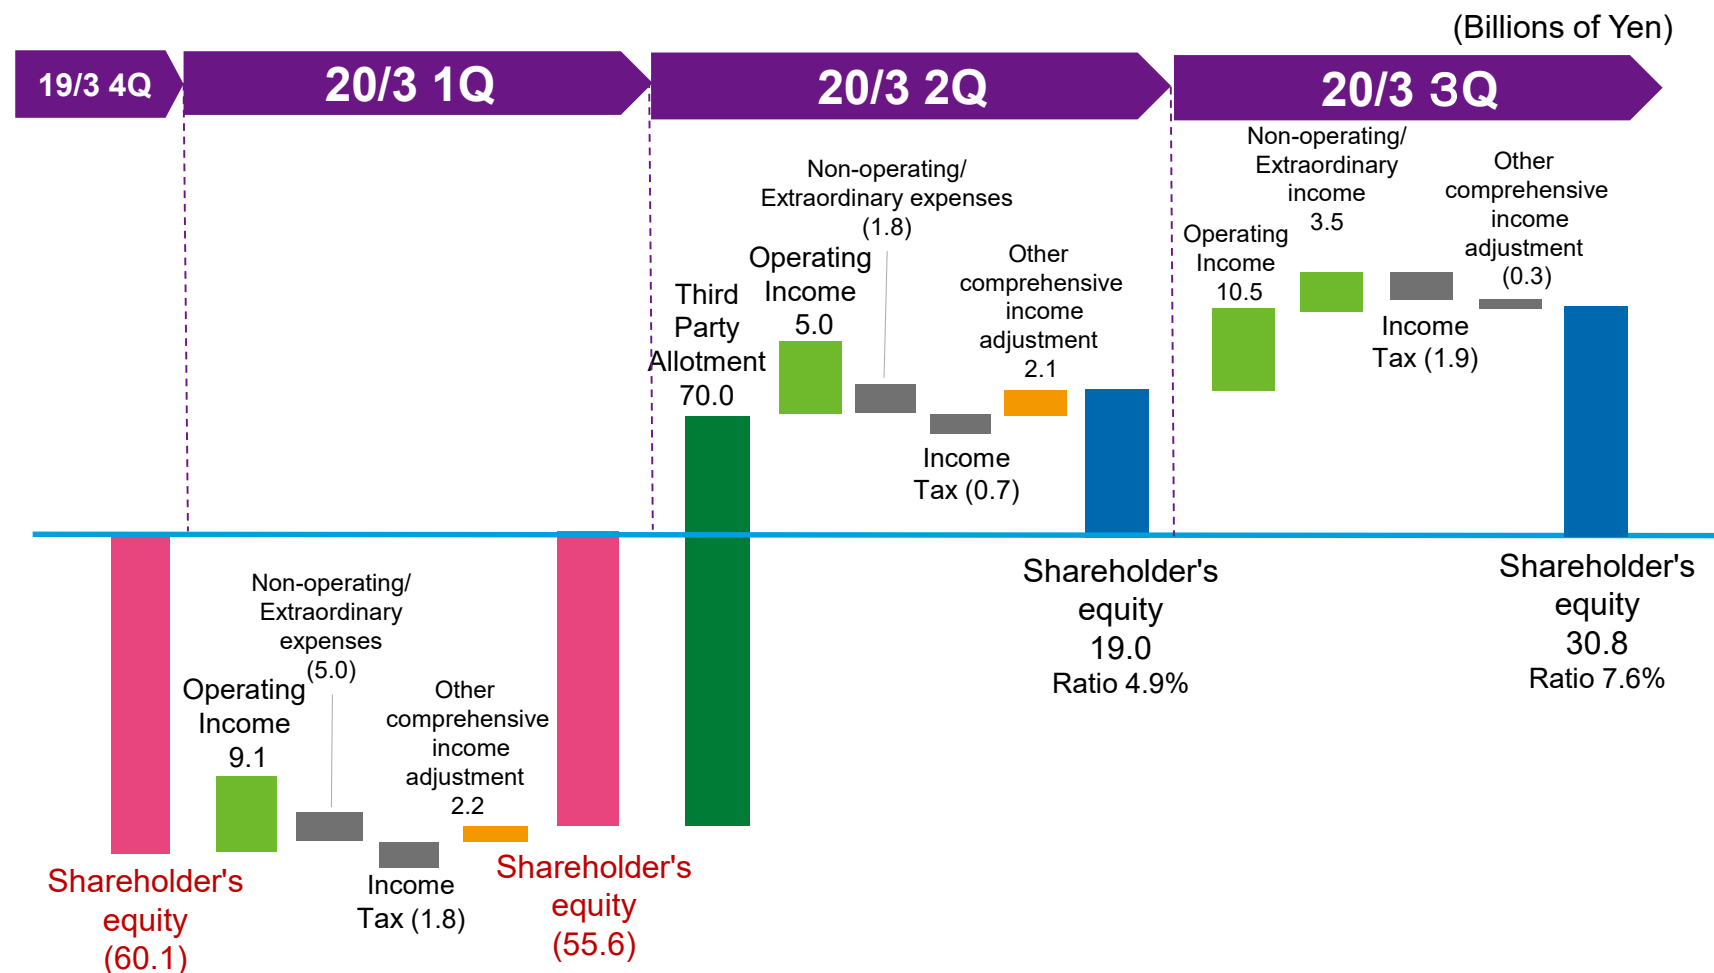 (Billions of Yen)
19/3 4Q
20/3 1Q
20/3 2Q
20/3 3Q
Shareholder's
equity
(60.1)
Operating
Income
9.1
Non-operating/
Extraordinary
expenses
(5.0)
Income
Tax (1.8)
Other
comprehensive
income
adjustment
2.2
Shareholder's
equity
(55.6)
Third
Party
Allotment
70.0
Operating
Income
5.0
Non-operating/
Extraordinary expenses
(1.8)
Income
Tax (0.7)
Other
comprehensive
income
adjustment
2.1
Shareholder's
equity
19.0
Ratio 4.9%
Operating
Income
10.5
Non-operating/
Extraordinary
income
3.5
Income
Tax (1.9)
Other
comprehensive
income
adjustment
(0.3)
Shareholder's
equity
30.8
Ratio 7.6%